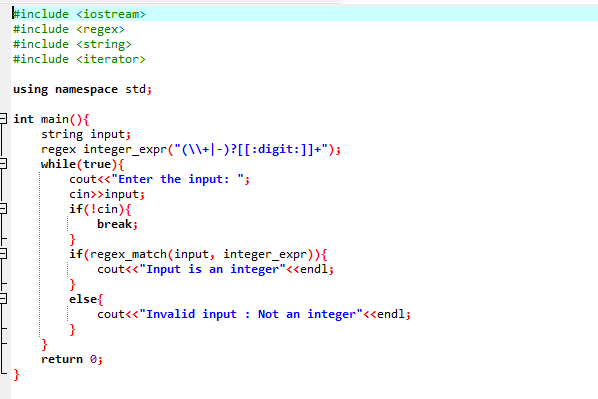 #include <iostream>
#include <regex>
#include <string>
#include <iterator>

using namespace std;

int main(){
    string input;
    regex integer_expr("(\\+|-)?[[:digit:]]+");
    while(true){
        cout<<"Enter the input: ";
        cin>>input;
        if(!cin){
            break;
        }
        if(regex_match(input, integer_expr)){
            cout<<"Input is an integer"<<endl;
        }
        else{
            cout<<"Invalid input : Not an integer"<<endl;
        }
    }
    return 0;
}